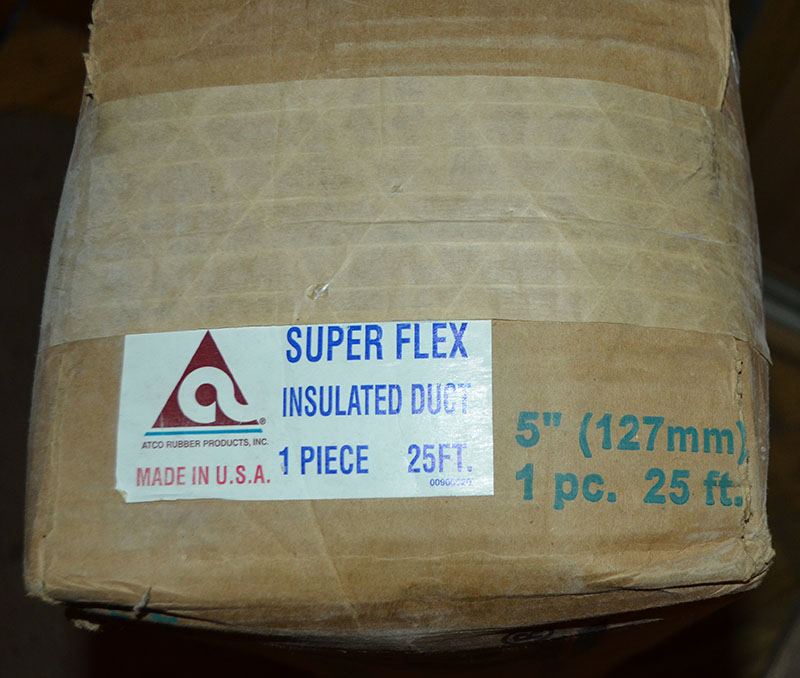 SUPER FLEX
INSULATED DUCT
1 PIECE 25FT.
ATCO RUBBER PRODUCTS, INC.
MADE IN U.S.A.
5" (127mm)
1 pc. 25 ft.